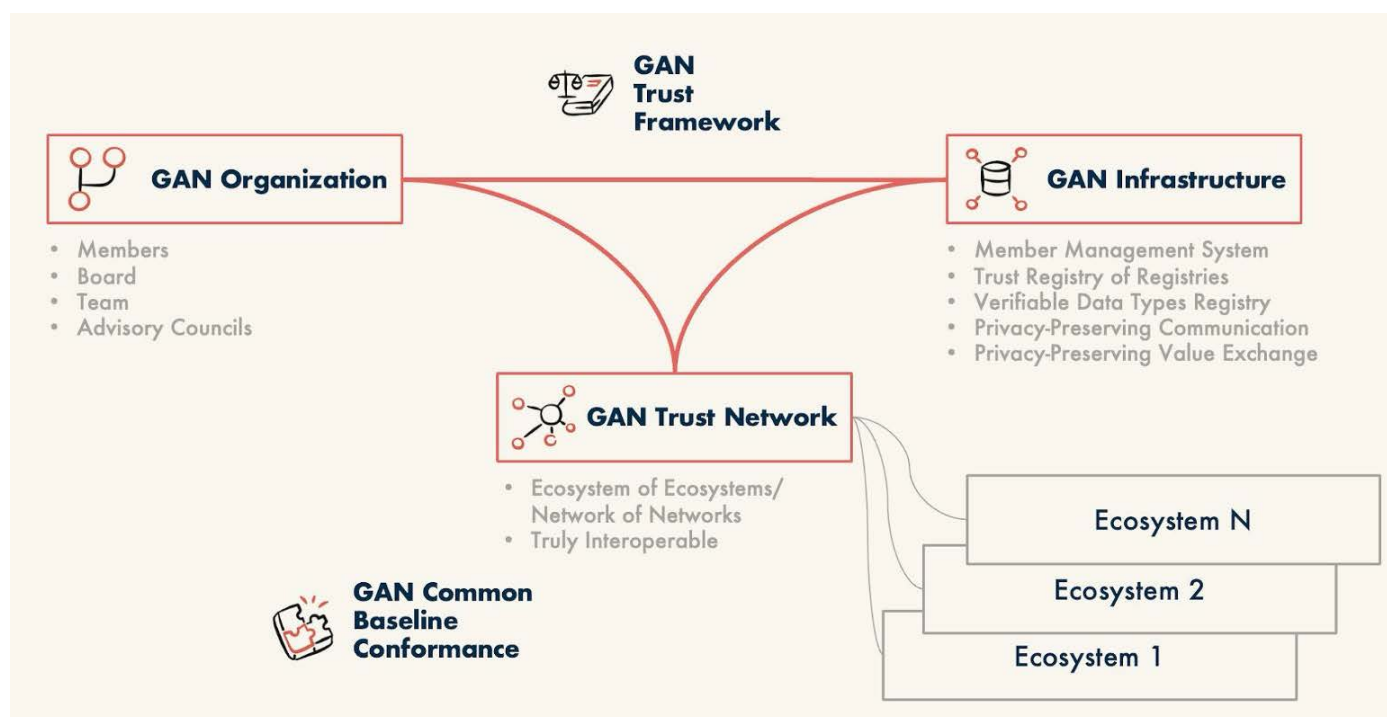 GAN
Trust
Framework
GAN Organization
• Members
• Board
• Team
• Advisory Councils
GAN Infrastructure
• Member Management System
• Trust Registry of Registries
• Verifiable Data Types Registry
• Privacy-Preserving Communication
• Privacy-Preserving Value Exchange
GAN Trust Network
• Ecosystem of Ecosystems/
Network of Networks
• Truly Interoperable
Ecosystem N
Ecosystem 2
Ecosystem 1
GAN Common
Baseline
Conformance